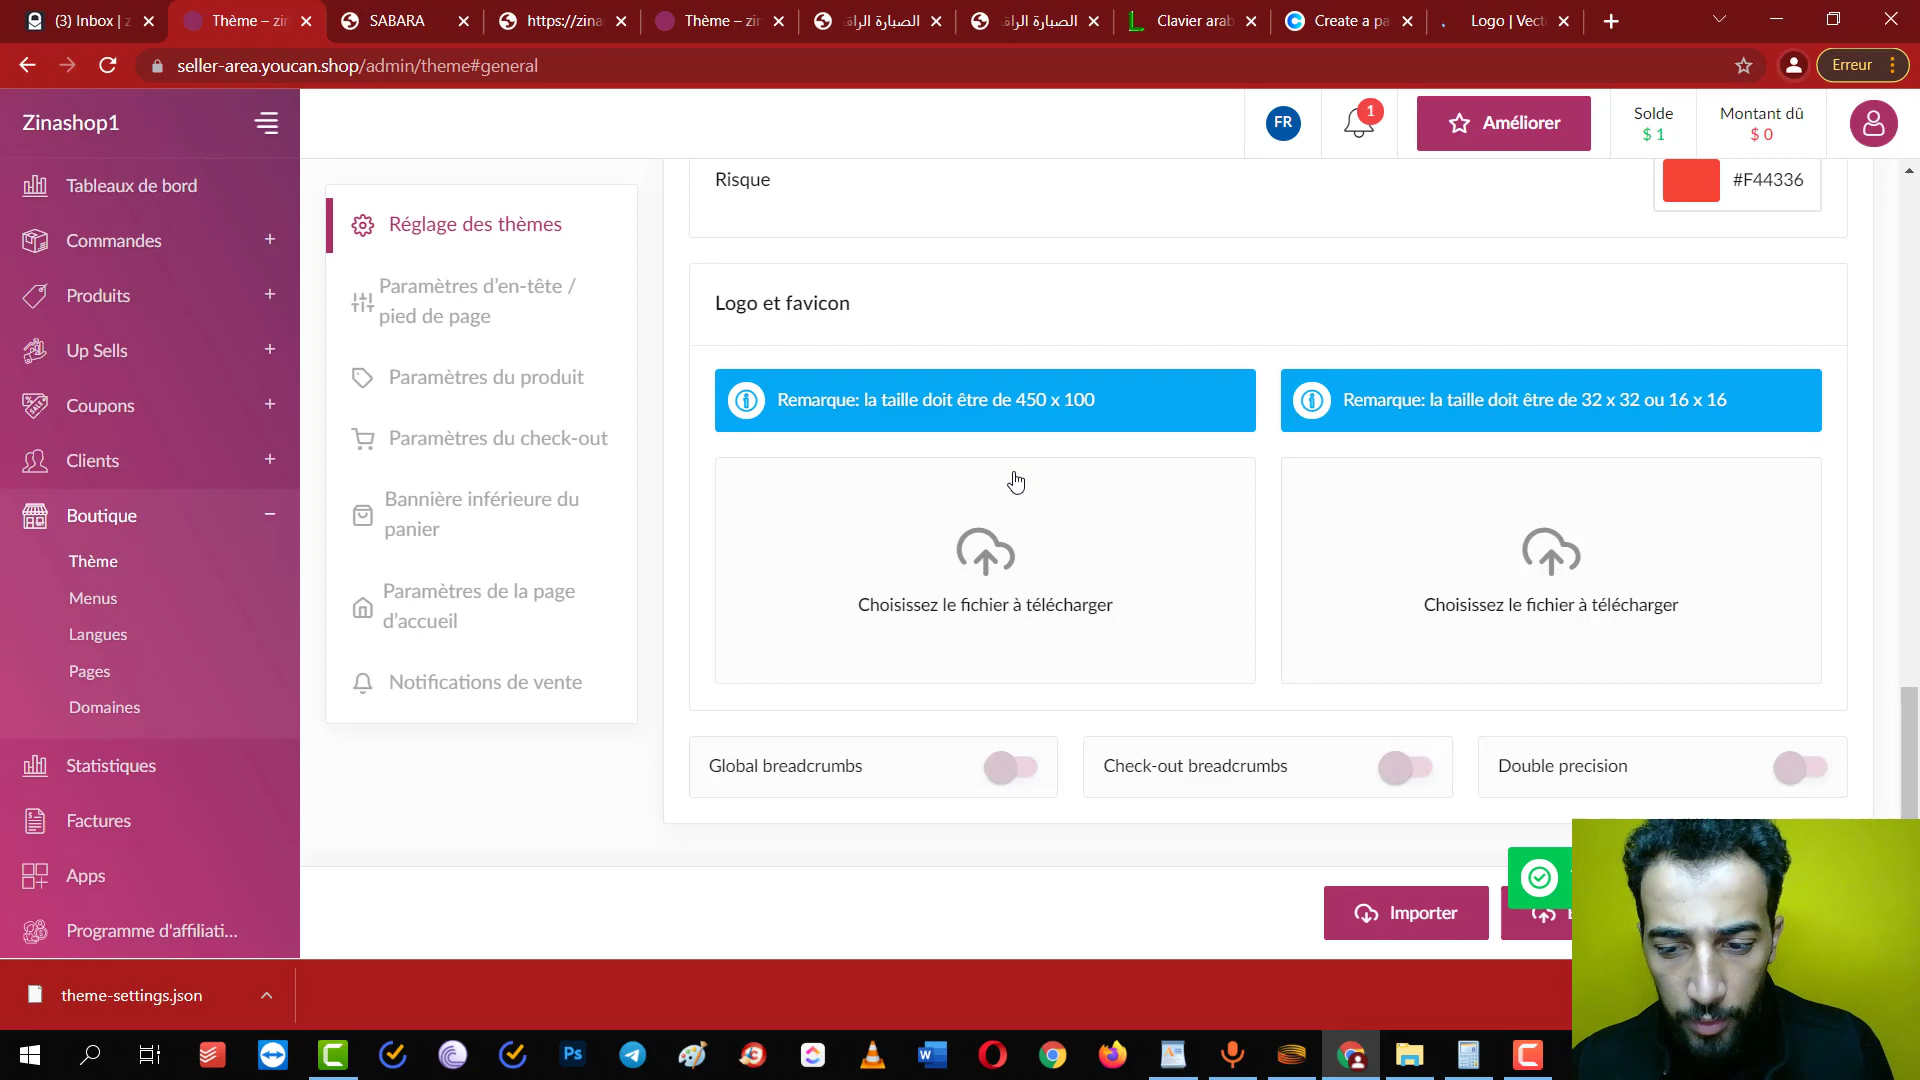 (3) Inbox | z
Thème – zin
SABARA
https://zina
Thème – zin
الصبارة الراق
الصبارة الراق
Clavier arab
Create a pa
Logo | Vect
seller-area.youcan.shop/admin/theme#general
Erreur
Zinashop1
FR
1
Améliorer
Solde
$ 1
Montant dû
$ 0
Tableaux de bord
Commandes
Produits
Up Sells
Coupons
Clients
Boutique
Thème
Menus
Langues
Pages
Domaines
Statistiques
Factures
Apps
Programme d'affiliati...
Réglage des thèmes
Paramètres d'en-tête /
pied de page
Paramètres du produit
Paramètres du check-out
Bannière inférieure du
panier
Paramètres de la page
d'accueil
Notifications de vente
Risque
#F44336
Logo et favicon
Remarque: la taille doit être de 450 x 100
Remarque: la taille doit être de 32 x 32 ou 16 x 16
Choisissez le fichier à télécharger
Choisissez le fichier à télécharger
Global breadcrumbs
Check-out breadcrumbs
Double precision
Importer
theme-settings.json